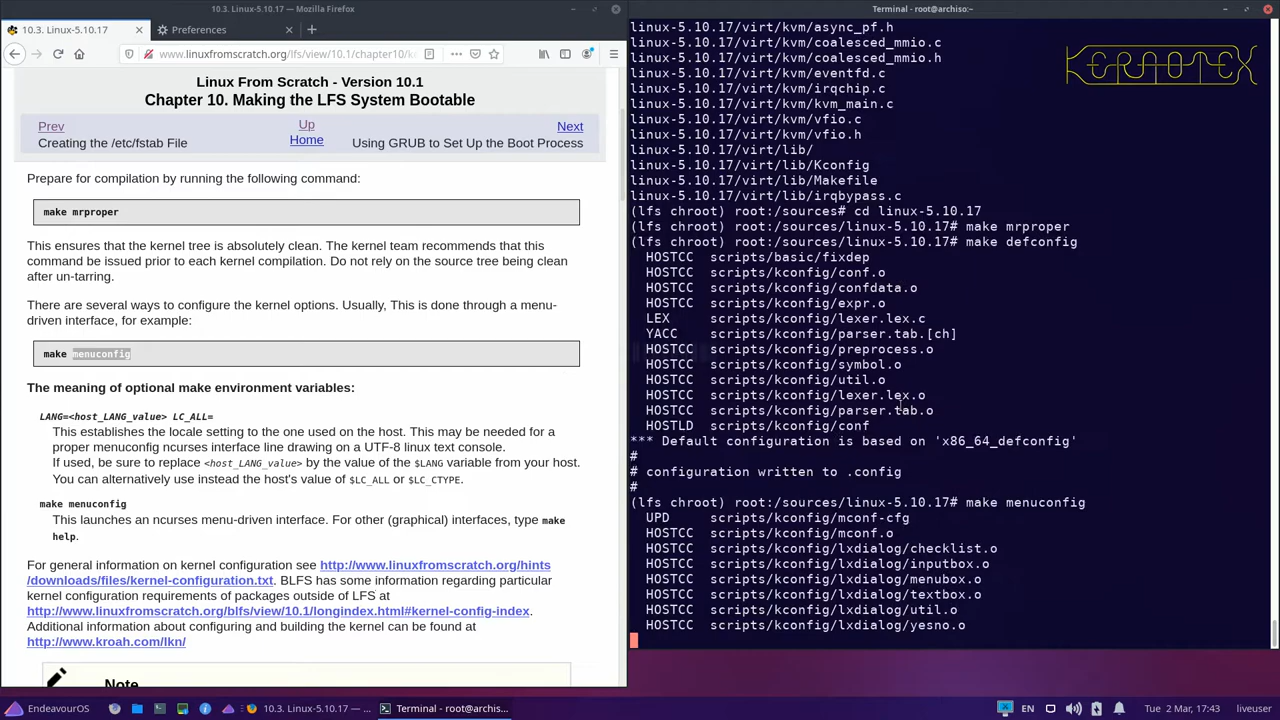 10.3. Linux-5.10.17 — Mozilla Firefox
10.3. Linux-5.10.17
Preferences
www.linuxfromscratch.org/lfs/view/10.1/chapter10/k
Linux From Scratch - Version 10.1
Chapter 10. Making the LFS System Bootable
Prev
Up
Next
Creating the /etc/fstab File
Home
Using GRUB to Set Up the Boot Process
Prepare for compilation by running the following command:
make mrproper
This ensures that the kernel tree is absolutely clean. The kernel team recommends that this
command be issued prior to each kernel compilation. Do not rely on the source tree being clean
after un-tarring.
There are several ways to configure the kernel options. Usually, This is done through a menu-
driven interface, for example:
make menuconfig
The meaning of optional make environment variables:
LANG=<host_LANG_value> LC_ALL=
This establishes the locale setting to the one used on the host. This may be needed for a
proper menuconfig ncurses interface line drawing on a UTF-8 linux text console.
If used, be sure to replace <host_LANG_value> by the value of the $LANG variable from your host.
You can alternatively use instead the host's value of $LC_ALL or $LC_CTYPE.
make menuconfig
This launches an ncurses menu-driven interface. For other (graphical) interfaces, type make
help.
For general information on kernel configuration see http://www.linuxfromscratch.org/hints
/downloads/files/kernel-configuration.txt. BLFS has some information regarding particular
kernel configuration requirements of packages outside of LFS at
http://www.linuxfromscratch.org/blfs/view/10.1/longindex.html#kernel-config-index.
Additional information about configuring and building the kernel can be found at
http://www.kroah.com/lkn/
Note
Terminal - root@archiso:~
KERNOTEX
linux-5.10.17/virt/kvm/async_pf.h
linux-5.10.17/virt/kvm/coalesced_mmio.c
linux-5.10.17/virt/kvm/coalesced_mmio.h
linux-5.10.17/virt/kvm/eventfd.c
linux-5.10.17/virt/kvm/irqchip.c
linux-5.10.17/virt/kvm/kvm_main.c
linux-5.10.17/virt/kvm/vfio.c
linux-5.10.17/virt/kvm/vfio.h
linux-5.10.17/virt/lib/
linux-5.10.17/virt/lib/Kconfig
linux-5.10.17/virt/lib/Makefile
linux-5.10.17/virt/lib/irqbypass.c
(lfs chroot) root:/sources# cd linux-5.10.17
(lfs chroot) root:/sources/linux-5.10.17# make mrproper
(lfs chroot) root:/sources/linux-5.10.17# make defconfig
HOSTCC scripts/basic/fixdep
HOSTCC scripts/kconfig/conf.o
HOSTCC scripts/kconfig/confdata.o
HOSTCC scripts/kconfig/expr.o
LEX scripts/kconfig/lexer.lex.c
YACC scripts/kconfig/parser.tab.[ch]
HOSTCC scripts/kconfig/preprocess.o
HOSTCC scripts/kconfig/symbol.o
HOSTCC scripts/kconfig/util.o
HOSTCC scripts/kconfig/lexer.lex.o
HOSTCC scripts/kconfig/parser.tab.o
HOSTLD scripts/kconfig/conf
*** Default configuration is based on 'x86_64_defconfig'
#
# configuration written to .config
#
(lfs chroot) root:/sources/linux-5.10.17# make menuconfig
UPD scripts/kconfig/mconf-cfg
HOSTCC scripts/kconfig/mconf.o
HOSTCC scripts/kconfig/lxdialog/checklist.o
HOSTCC scripts/kconfig/lxdialog/inputbox.o
HOSTCC scripts/kconfig/lxdialog/menubox.o
HOSTCC scripts/kconfig/lxdialog/textbox.o
HOSTCC scripts/kconfig/lxdialog/util.o
HOSTCC scripts/kconfig/lxdialog/yesno.o
EndeavourOS
10.3. Linux-5.10.17 — ...
Terminal - root@archis...
EN
Tue 2 Mar, 17:43
liveuser